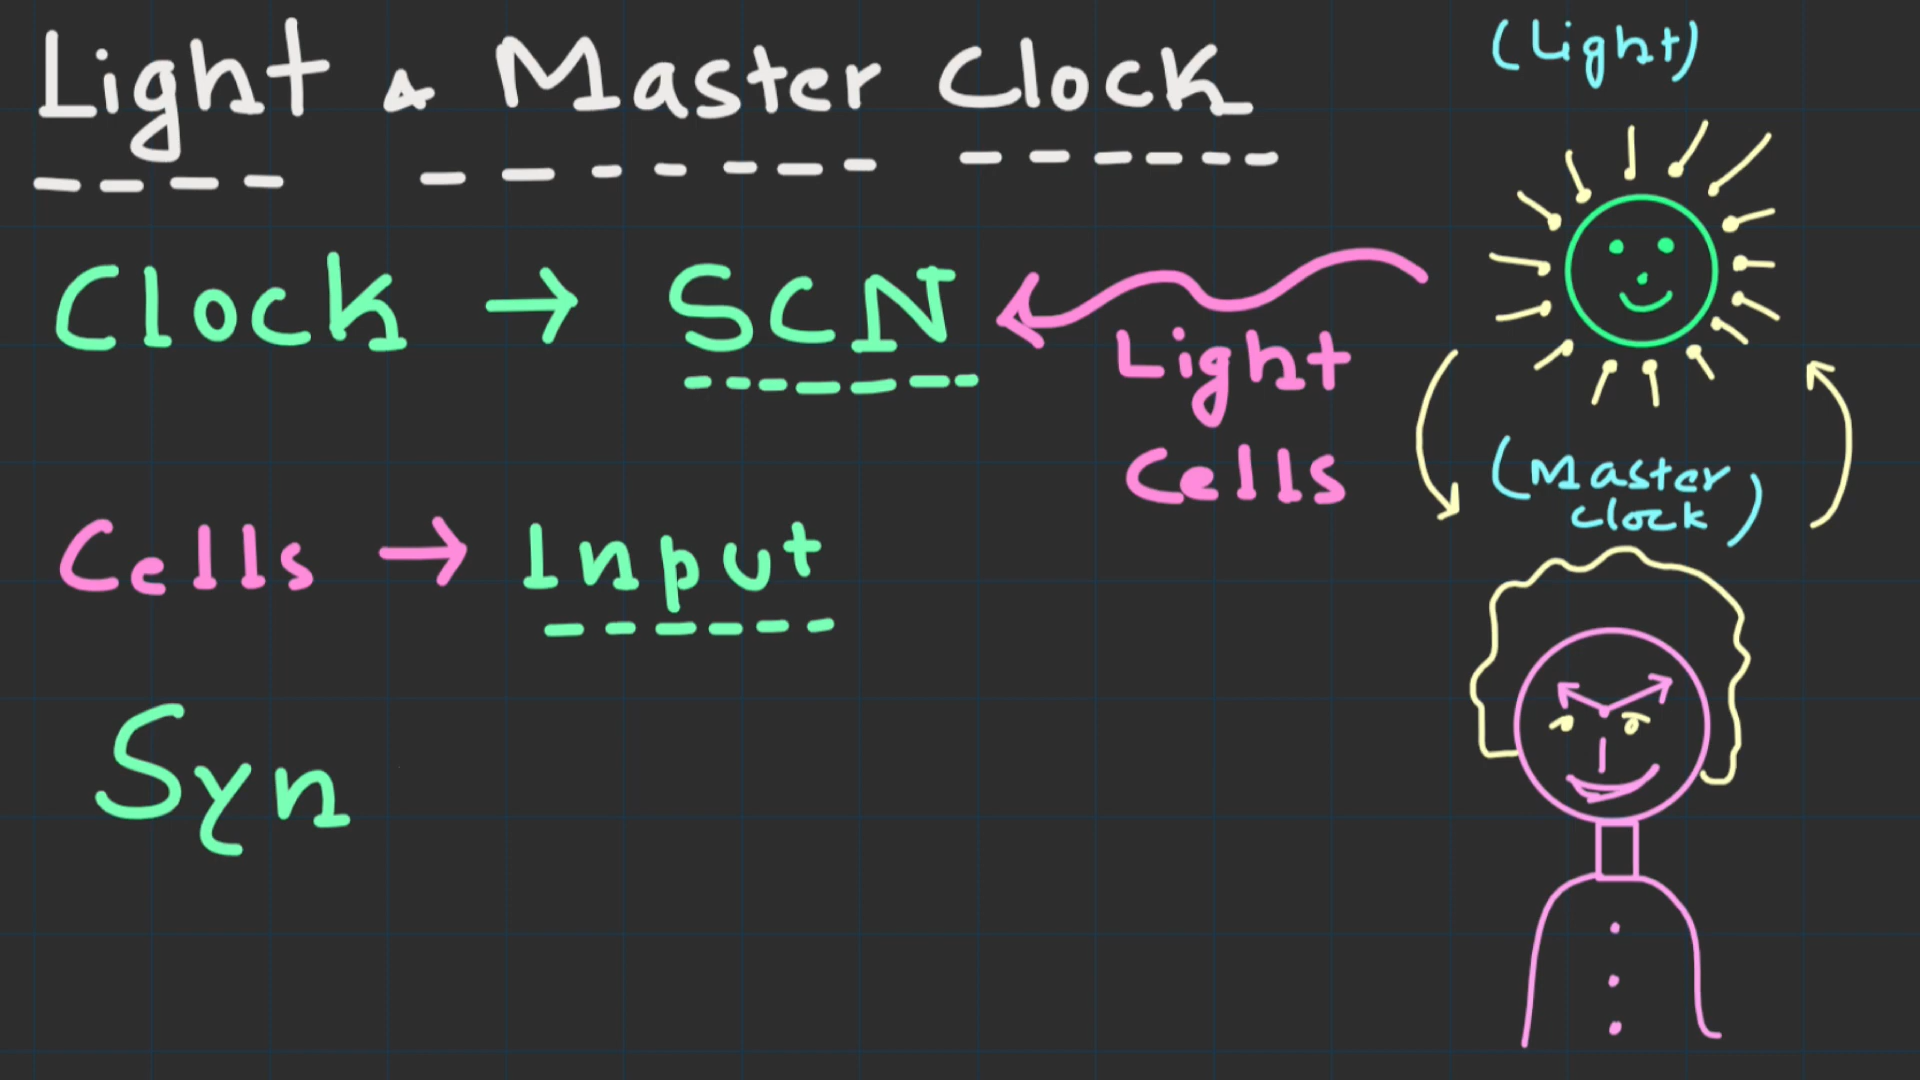 Light & Master Clock
(Light)
Clock → SCN
Light
Cells
(Master
clock)
Cells → Input
Syn